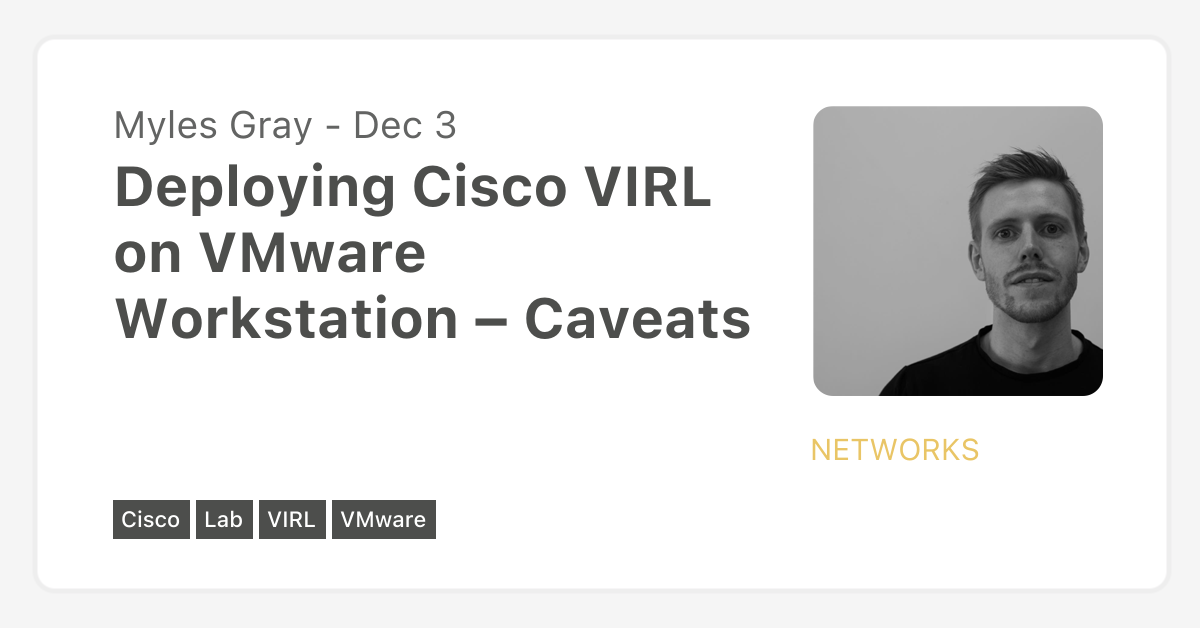 Myles Gray - Dec 3
Deploying Cisco VIRL
on VMware
Workstation – Caveats
NETWORKS
Cisco Lab VIRL VMware